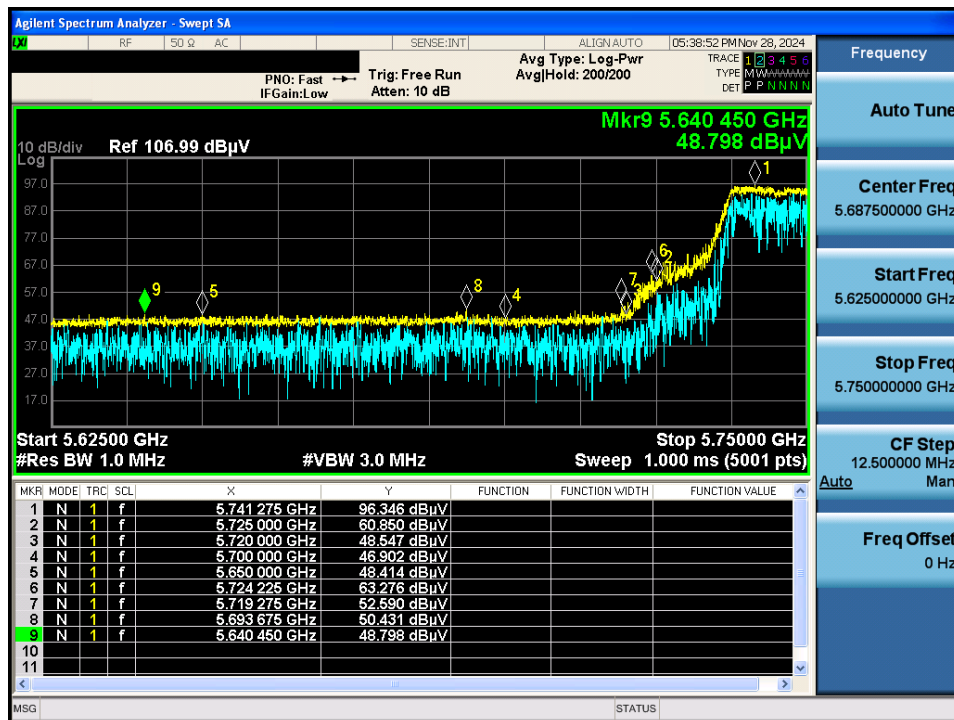 Agilent Spectrum Analyzer - Swept SA
LXI RF 50 Ω AC SENSE:INT ALIGN AUTO 05:38:52 PM Nov 28, 2024
Frequency
PNO: Fast
IFGain:Low
Trig: Free Run
Atten: 10 dB
Avg Type: Log-Pwr
Avg|Hold: 200/200
TRACE 1 2 3 4 5 6
TYPE M W
DET P P N N N N
Mkr9 5.640 450 GHz
48.798 dBµV
10 dB/div Ref 106.99 dBµV
Log
97.0
87.0
77.0
67.0
57.0
47.0
37.0
27.0
17.0
1
6
2
7
3
8
4
9
5
Start 5.62500 GHz Stop 5.75000 GHz
#Res BW 1.0 MHz #VBW 3.0 MHz Sweep 1.000 ms (5001 pts)
MKR MODE TRC SCL X Y FUNCTION FUNCTION WIDTH FUNCTION VALUE
1 N 1 f 5.741 275 GHz 96.346 dBµV
2 N 1 f 5.725 000 GHz 60.850 dBµV
3 N 1 f 5.720 000 GHz 48.547 dBµV
4 N 1 f 5.700 000 GHz 46.902 dBµV
5 N 1 f 5.650 000 GHz 48.414 dBµV
6 N 1 f 5.724 225 GHz 63.276 dBµV
7 N 1 f 5.719 275 GHz 52.590 dBµV
8 N 1 f 5.693 675 GHz 50.431 dBµV
9 N 1 f 5.640 450 GHz 48.798 dBµV
10
11
Auto Tune
Center Freq
5.687500000 GHz
Start Freq
5.625000000 GHz
Stop Freq
5.750000000 GHz
CF Step
12.500000 MHz
Auto Man
Freq Offset
0 Hz
MSG STATUS